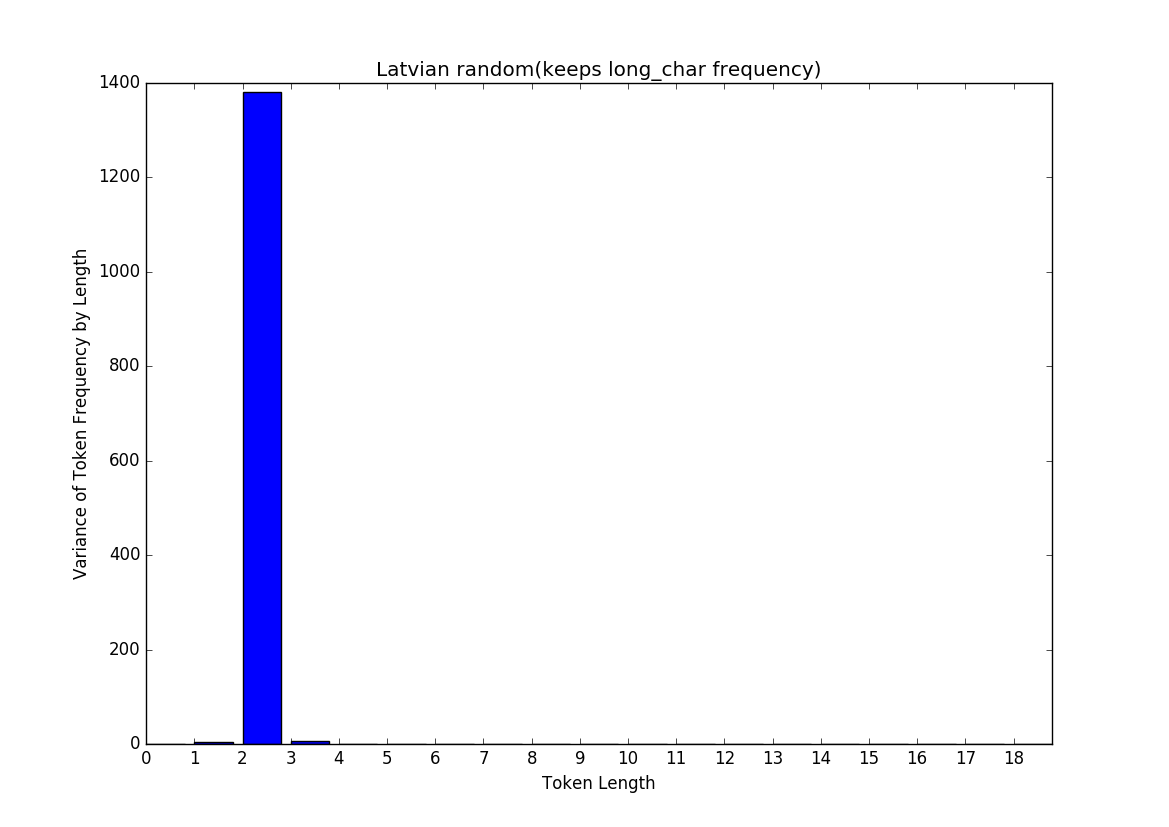 Latvian random(keeps long_char frequency)
1400
1200
1000
800
600
400
200
0
Variance of Token Frequency by Length
0 1 2 3 4 5 6 7 8 9 10 11 12 13 14 15 16 17 18
Token Length